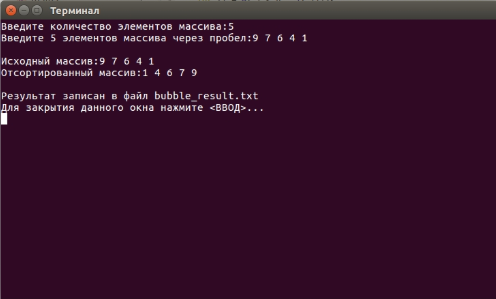 Терминал
Введите количество элементов массива:5
Введите 5 элементов массива через пробел:9 7 6 4 1
Исходный массив:9 7 6 4 1
Отсортированный массив:1 4 6 7 9
Результат записан в файл bubble_result.txt
Для закрытия данного окна нажмите <ВВОД>...